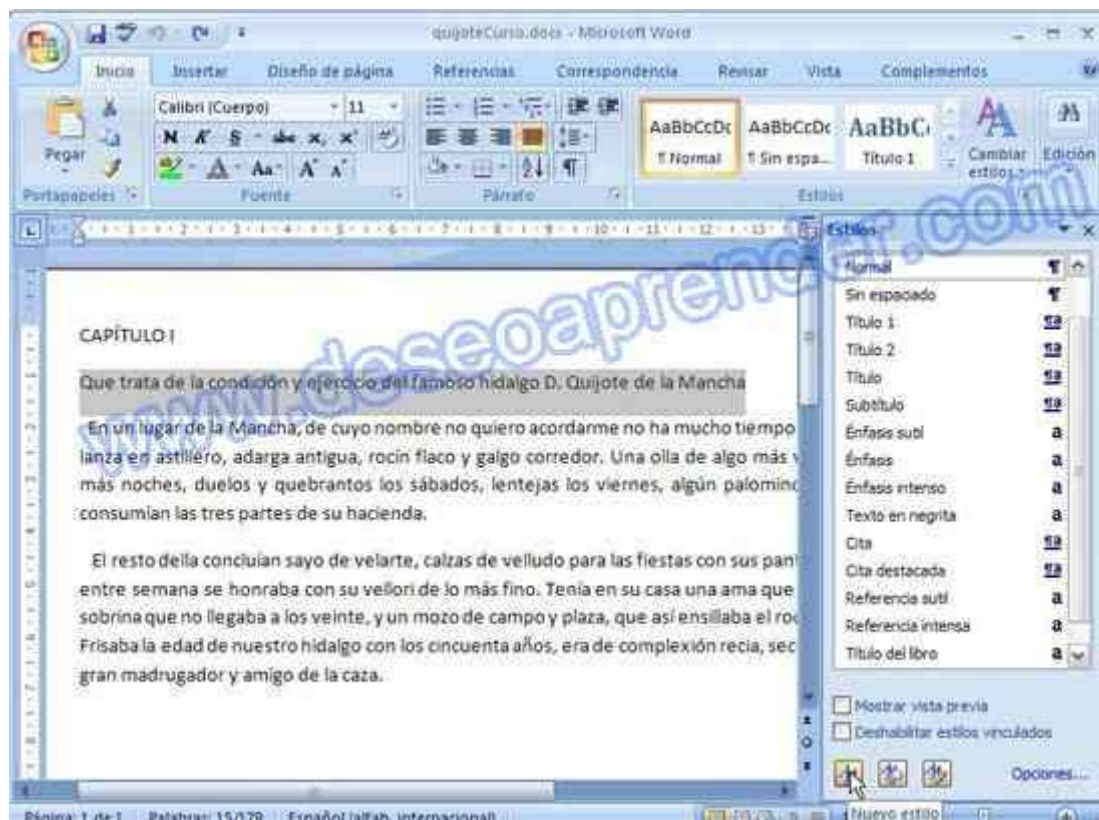 quijoteCurso.docx - Microsoft Word
Inicio Insertar Diseño de página Referencias Correspondencia Revisar Vista Complementos
Calibri (Cuerpo) 11
AaBbCcDc AaBbCcDc AaBbC
N K S abc x, x'
Pegar
¶ Normal ¶ Sin espa... Título 1
Cambiar estilos
Edición
Aa A A
Portapapeles Fuente Párrafo Estilos
www.deseoaprender.com
CAPÍTULO I
Que trata de la condición y ejercicio del famoso hidalgo D. Quijote de la Mancha
En un lugar de la Mancha, de cuyo nombre no quiero acordarme no ha mucho tiempo
lanza en astillero, adarga antigua, rocín flaco y galgo corredor. Una olla de algo más v
más noches, duelos y quebrantos los sábados, lentejas los viernes, algún palomino
consumían las tres partes de su hacienda.
El resto della concluían sayo de velarte, calzas de velludo para las fiestas con sus pant
entre semana se honraba con su vellori de lo más fino. Tenía en su casa una ama que
sobrina que no llegaba a los veinte, y un mozo de campo y plaza, que así ensillaba el roc
Frisaba la edad de nuestro hidalgo con los cincuenta años, era de complexión recia, sec
gran madrugador y amigo de la caza.
Estilos
Normal ¶
Sin espaciado ¶
Título 1 ¶a
Título 2 ¶a
Título ¶a
Subtítulo ¶a
Énfasis sutil a
Énfasis a
Énfasis intenso a
Texto en negrita a
Cita ¶a
Cita destacada ¶a
Referencia sutil a
Referencia intensa a
Título del libro a
Mostrar vista previa
Deshabilitar estilos vinculados
Opciones...
Nuevo estilo
Página: 1 de 1 Palabras: 15/179 Español (alfab. internacional)